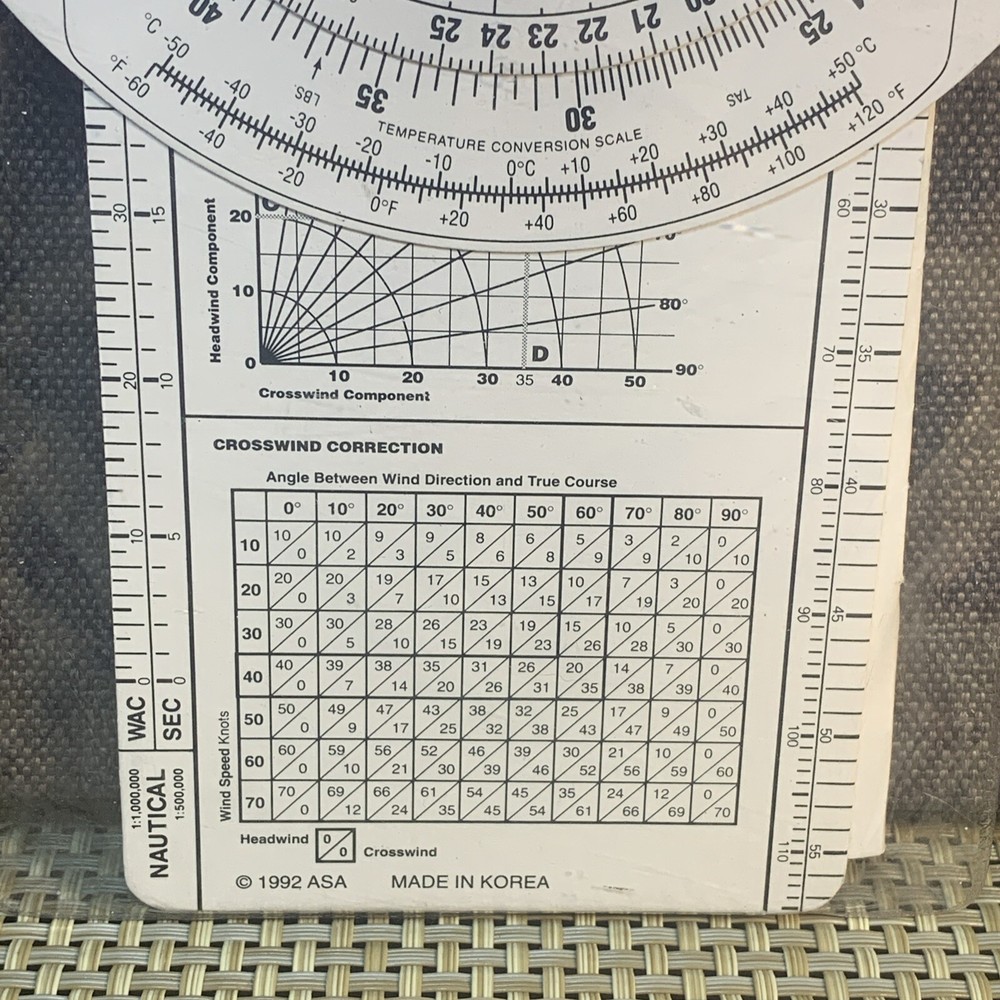 40 25 24 23 22 21 20 25
°C -50 -40 -30 -20 -10 0°C +10 +20 +30 +40 +50 °C
LBS. 35 30 TAS
TEMPERATURE CONVERSION SCALE
°F -60 -40 -20 0°F +20 +40 +60 +80 +100 +120 °F
Headwind Component
20
10
0
10 20 30 35 40 50
D
80°
90°
Crosswind Component
CROSSWIND CORRECTION
Angle Between Wind Direction and True Course
0° 10° 20° 30° 40° 50° 60° 70° 80° 90°
10 10/0 10/2 9/3 9/5 8/6 6/8 5/9 3/9 2/10 0/10
20 20/0 20/3 19/7 17/10 15/13 13/15 10/17 7/19 3/20 0/20
30 30/0 30/5 28/10 26/15 23/19 19/23 15/26 10/28 5/30 0/30
40 40/0 39/7 38/14 35/20 31/26 26/31 20/35 14/38 7/39 0/40
50 50/0 49/9 47/17 43/25 38/32 32/38 25/43 17/47 9/49 0/50
60 60/0 59/10 56/21 52/30 46/39 39/46 30/52 21/56 10/59 0/60
70 70/0 69/12 66/24 61/35 54/45 45/54 35/61 24/66 12/69 0/70
Wind Speed Knots
Headwind 0/0 Crosswind
© 1992 ASA MADE IN KOREA
30 20 10 0 WAC
15 10 5 0 SEC
1:1,000,000
NAUTICAL
1:500,000
60 70 80 90 100 110
30 35 40 45 50 55